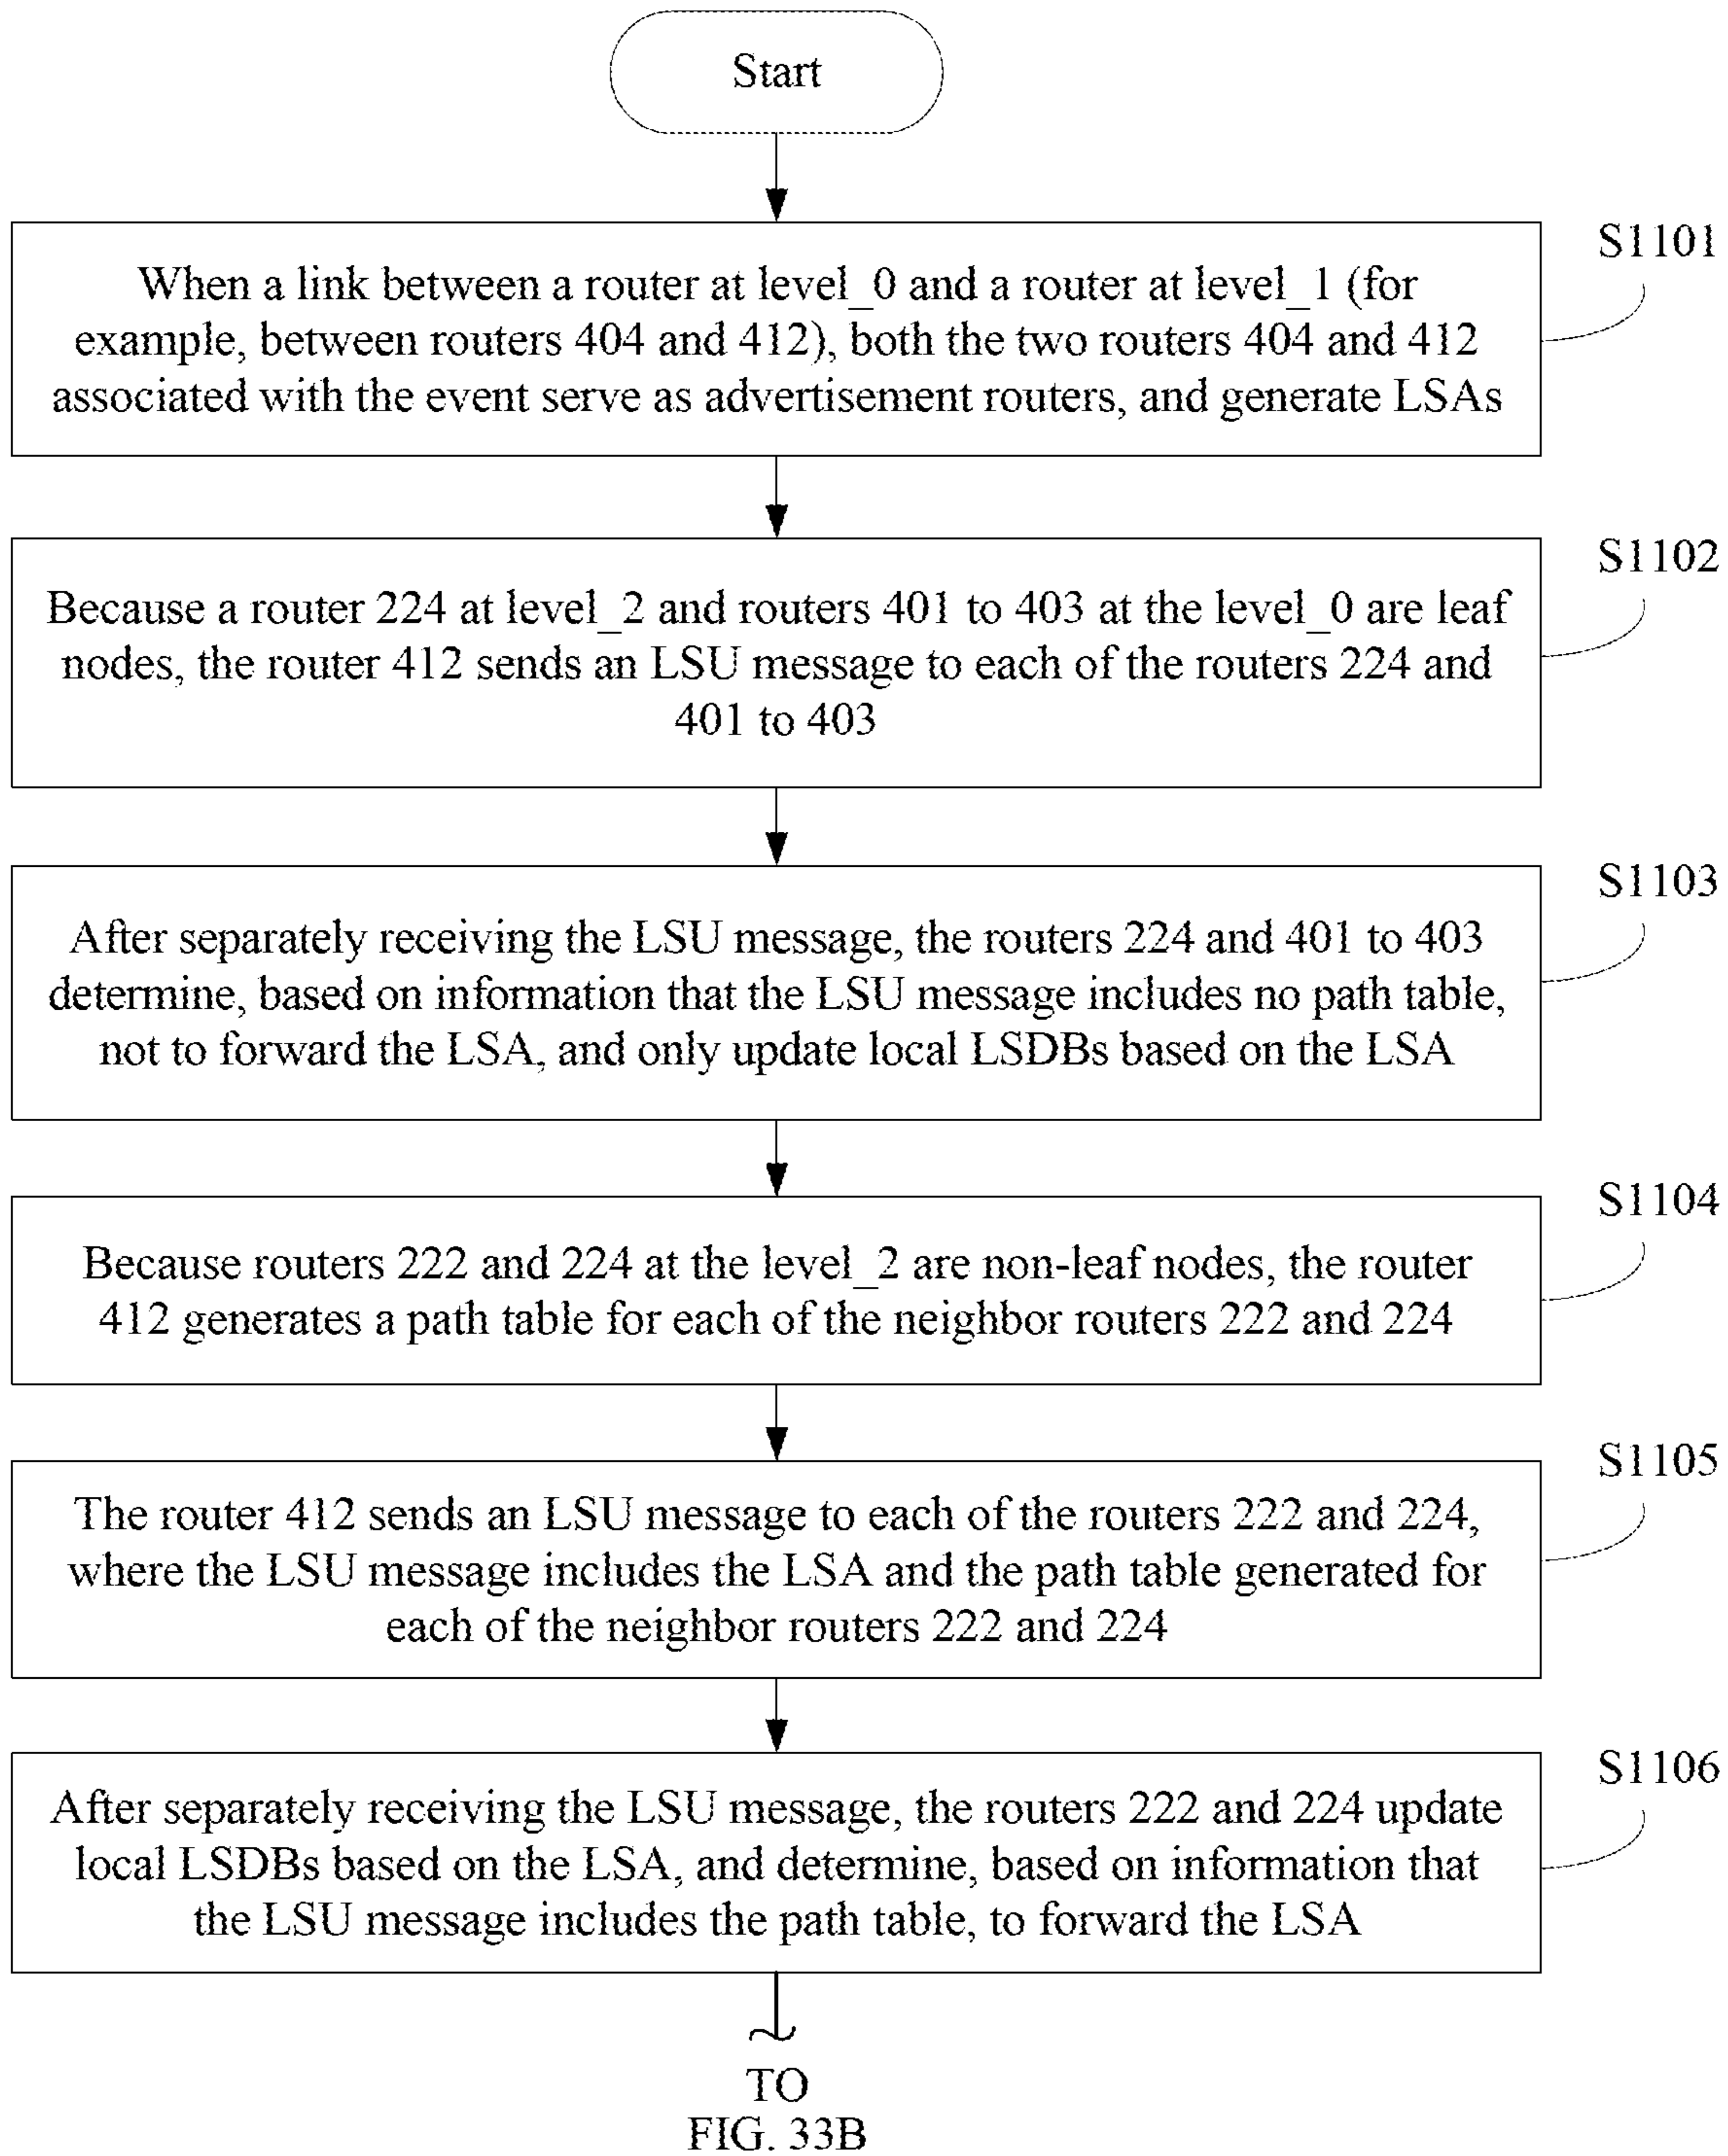 Start
S1101
When a link between a router at level_0 and a router at level_1 (for
example, between routers 404 and 412), both the two routers 404 and 412
associated with the event serve as advertisement routers, and generate LSAs
S1102
Because a router 224 at level_2 and routers 401 to 403 at the level_0 are leaf
nodes, the router 412 sends an LSU message to each of the routers 224 and
401 to 403
S1103
After separately receiving the LSU message, the routers 224 and 401 to 403
determine, based on information that the LSU message includes no path table,
not to forward the LSA, and only update local LSDBs based on the LSA
S1104
Because routers 222 and 224 at the level_2 are non-leaf nodes, the router
412 generates a path table for each of the neighbor routers 222 and 224
S1105
The router 412 sends an LSU message to each of the routers 222 and 224,
where the LSU message includes the LSA and the path table generated for
each of the neighbor routers 222 and 224
S1106
After separately receiving the LSU message, the routers 222 and 224 update
local LSDBs based on the LSA, and determine, based on information that
the LSU message includes the path table, to forward the LSA
TO
FIG. 33B